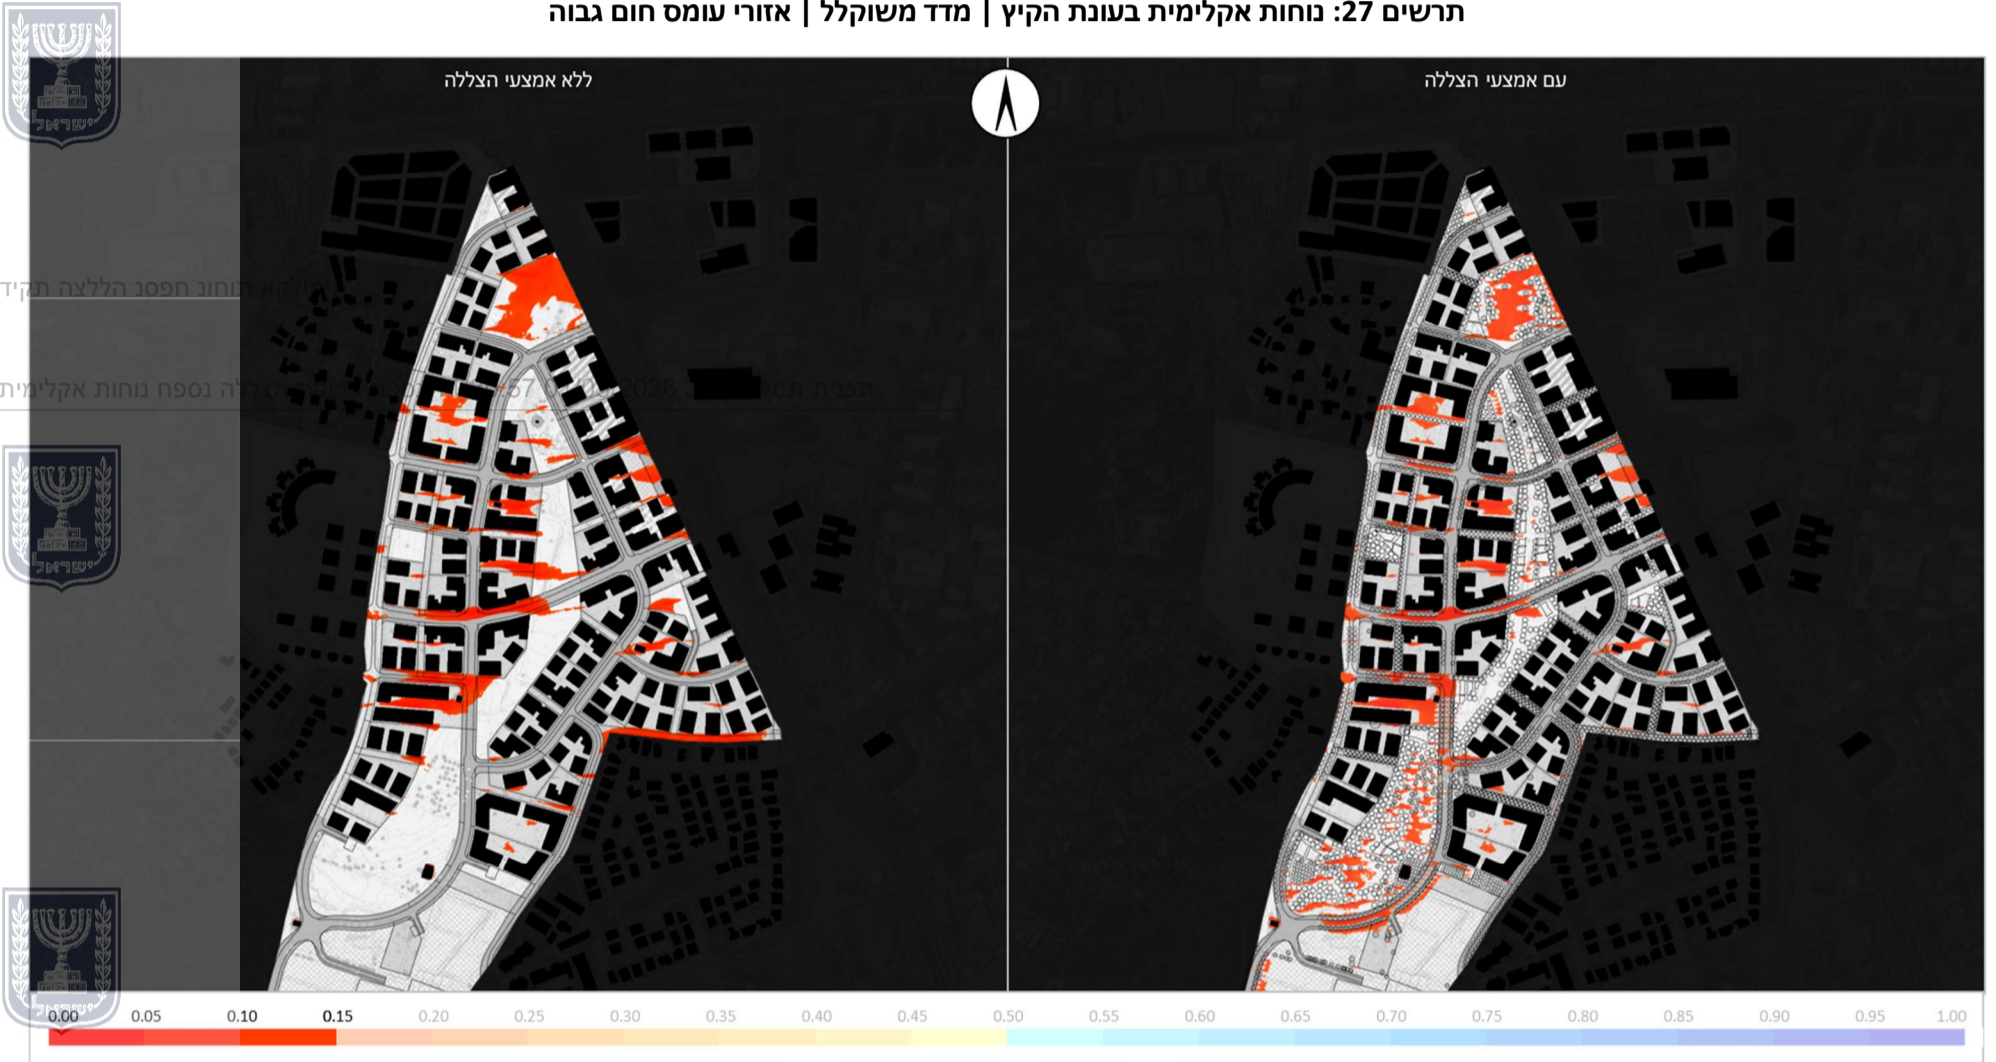 תרשים 27: נוחות אקלימית בעונת הקיץ | מדד משוקלל | אזורי עומס חום גבוה
עם אמצעי הצללה
ללא אמצעי הצללה
ישראל
ישראל
ישראל
0.00 0.05 0.10 0.15 0.20 0.25 0.30 0.35 0.40 0.45 0.50 0.55 0.60 0.65 0.70 0.75 0.80 0.85 0.90 0.95 1.00